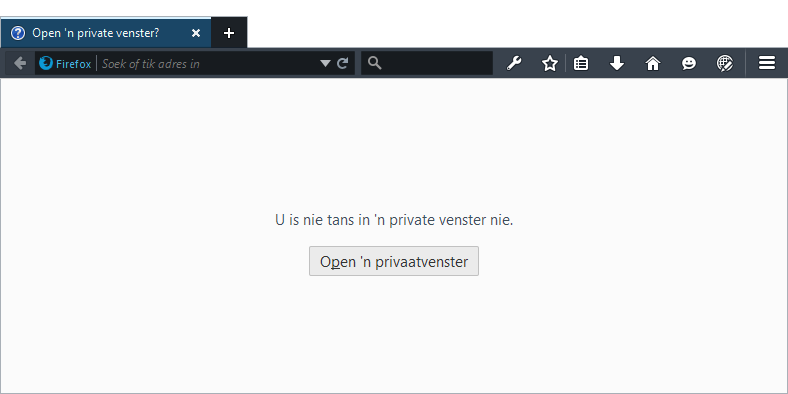 Open 'n private venster?
Firefox
Soek of tik adres in
U is nie tans in 'n private venster nie.
Open 'n privaatvenster